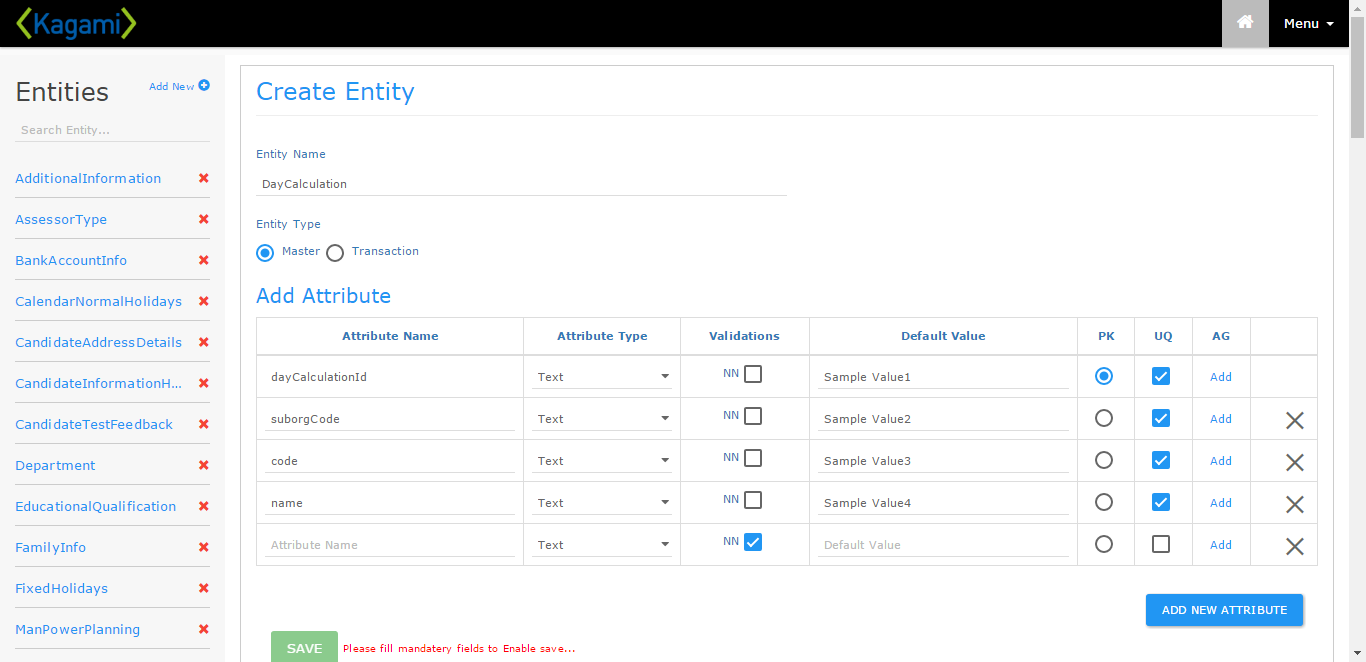 Kagami
Menu
Entities
Add New
Search Entity...
AdditionalInformation
AssessorType
BankAccountInfo
CalendarNormalHolidays
CandidateAddressDetails
CandidateInformationH...
CandidateTestFeedback
Department
EducationalQualification
FamilyInfo
FixedHolidays
ManPowerPlanning
Create Entity
Entity Name
DayCalculation
Entity Type
Master Transaction
Add Attribute
Attribute Name Attribute Type Validations Default Value PK UQ AG
dayCalculationId Text NN Sample Value1 Add
suborgCode Text NN Sample Value2 Add
code Text NN Sample Value3 Add
name Text NN Sample Value4 Add
Attribute Name Text NN Default Value Add
ADD NEW ATTRIBUTE
SAVE Please fill mandatery fields to Enable save...